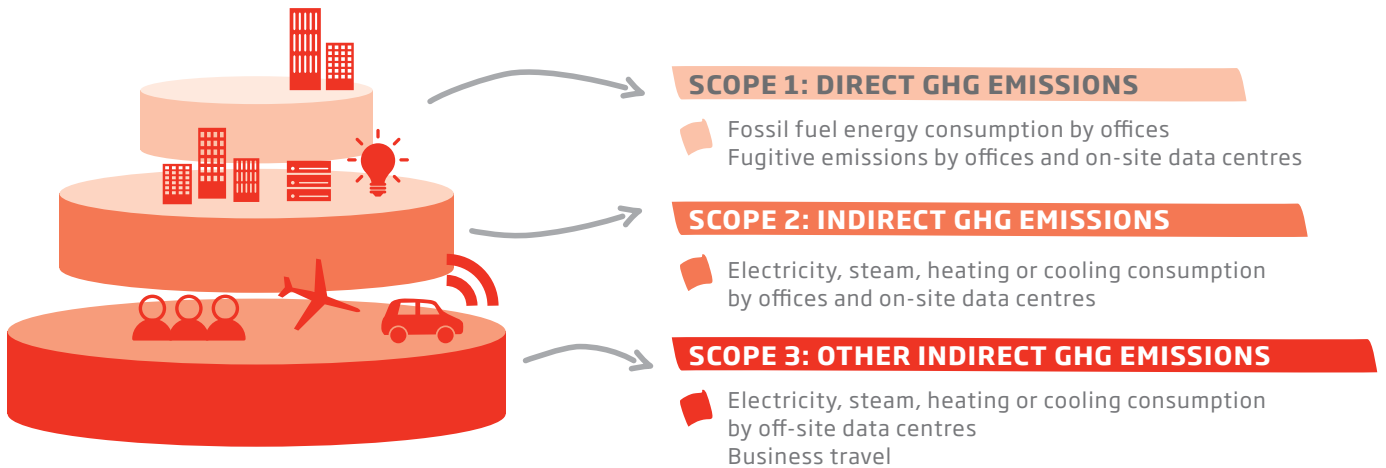 SCOPE 1: DIRECT GHG EMISSIONS
Fossil fuel energy consumption by offices
Fugitive emissions by offices and on-site data centres
SCOPE 2: INDIRECT GHG EMISSIONS
Electricity, steam, heating or cooling consumption
by offices and on-site data centres
SCOPE 3: OTHER INDIRECT GHG EMISSIONS
Electricity, steam, heating or cooling consumption
by off-site data centres
Business travel